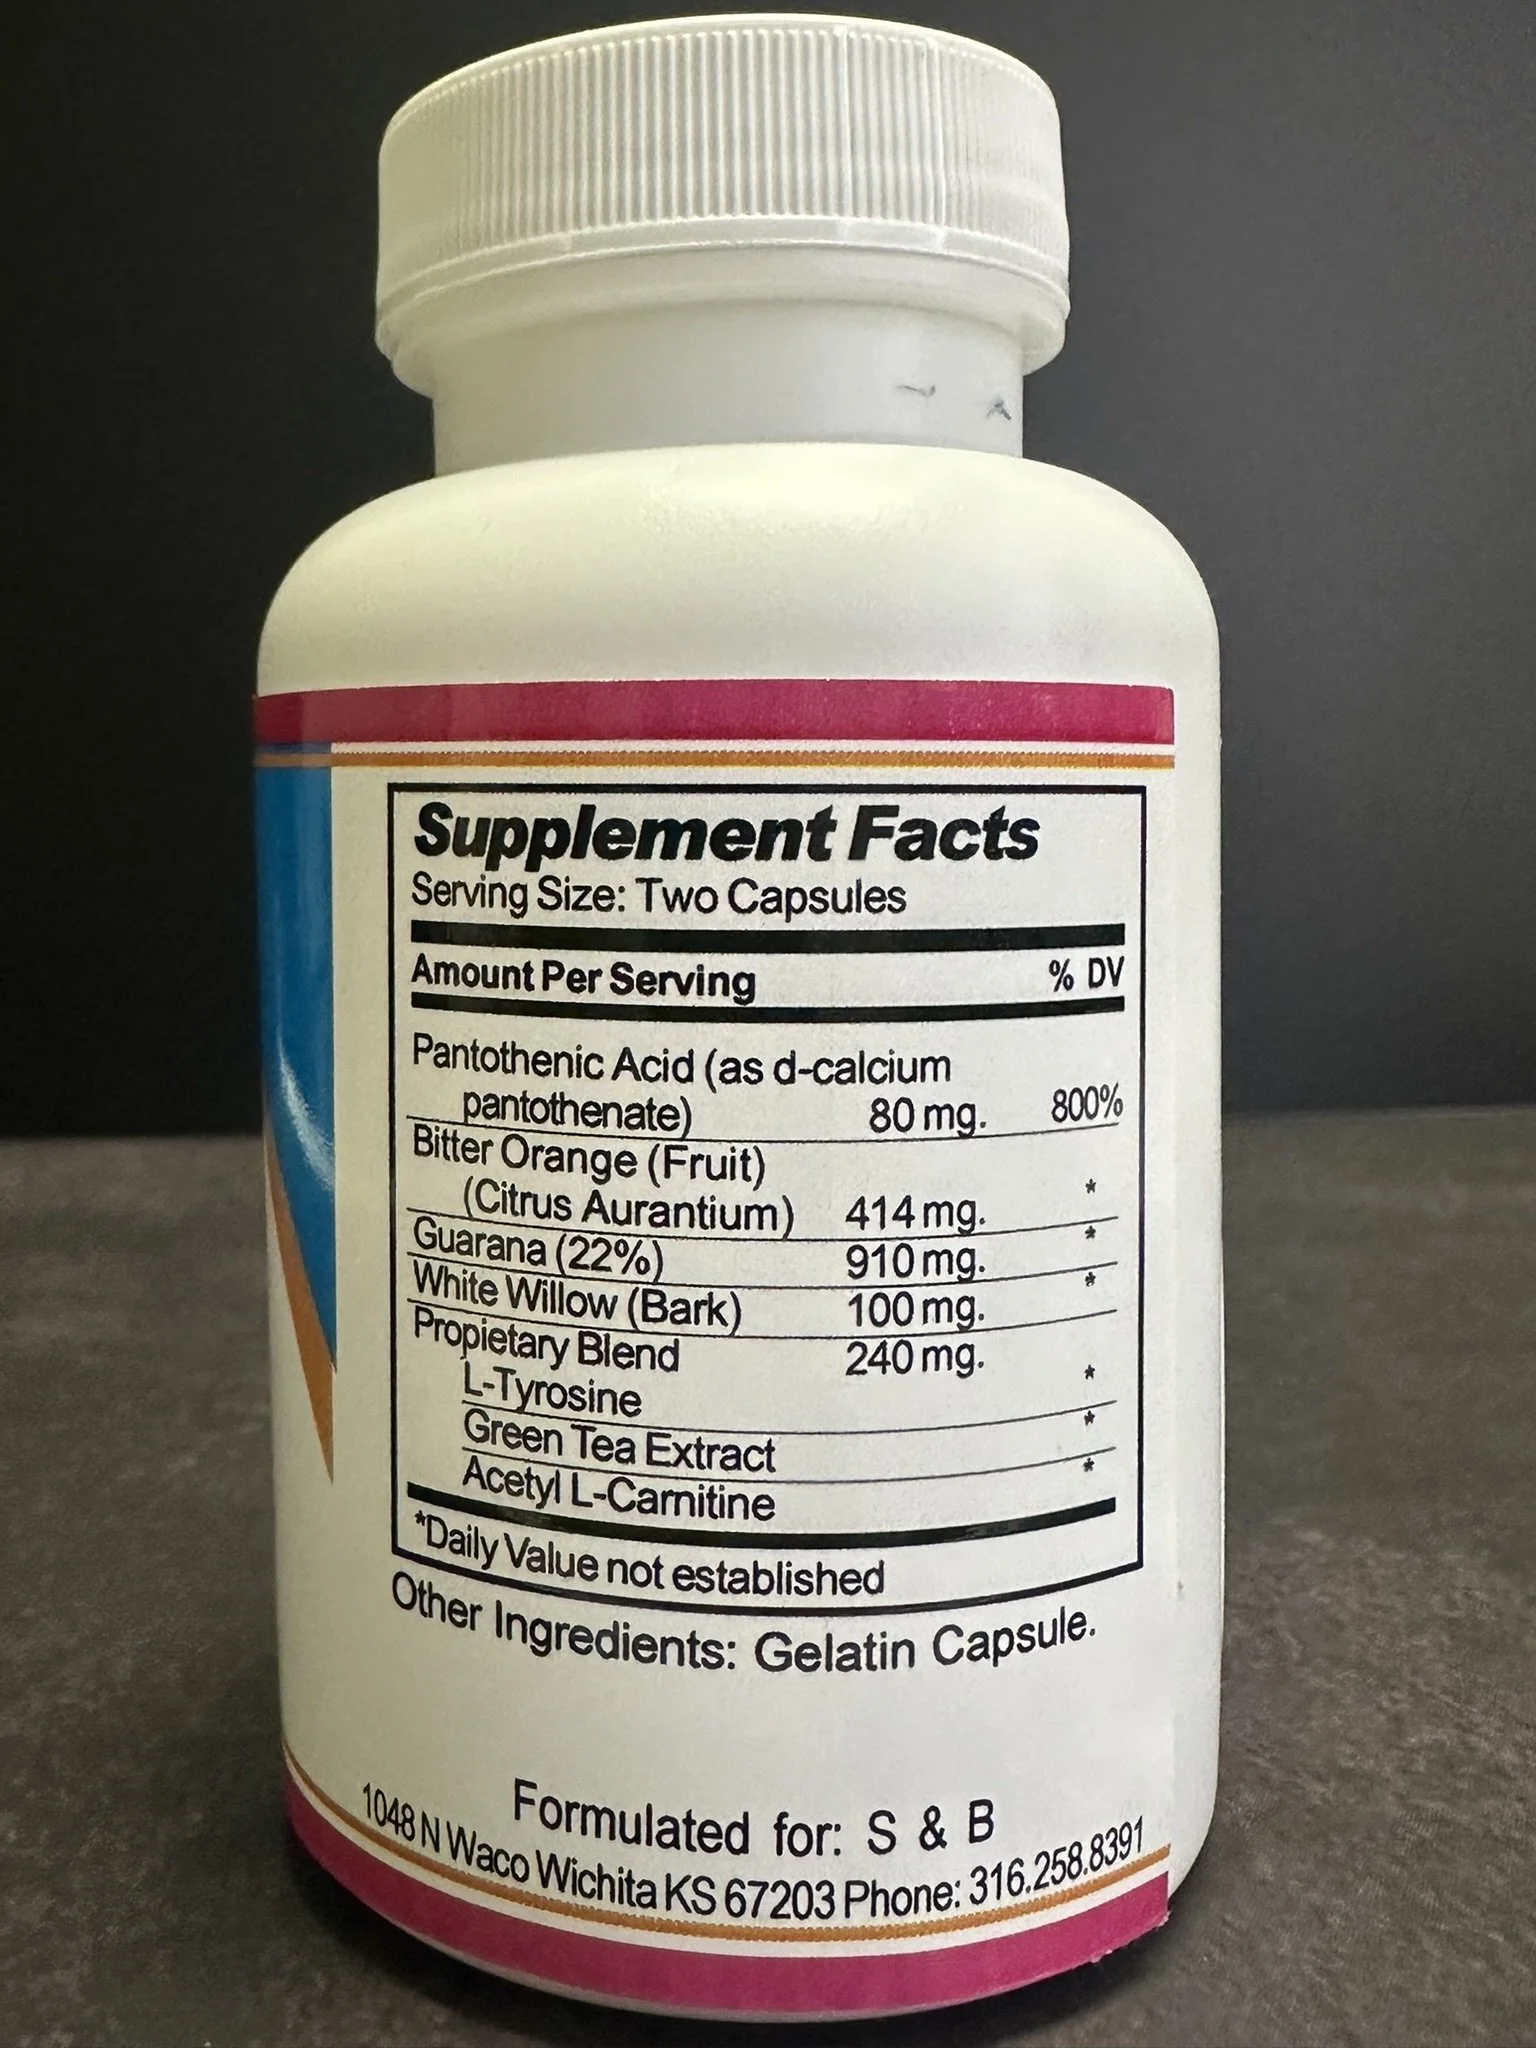 Supplement Facts
Serving Size: Two Capsules
Amount Per Serving % DV
Pantothenic Acid (as d-calcium
pantothenate) 80 mg. 800%
Bitter Orange (Fruit)
(Citrus Aurantium) 414 mg. *
Guarana (22%) 910 mg. *
White Willow (Bark) 100 mg. *
Propietary Blend 240 mg.
L-Tyrosine *
Green Tea Extract *
Acetyl L-Carnitine *
*Daily Value not established
Other Ingredients: Gelatin Capsule.
Formulated for: S & B
1048 N Waco Wichita KS 67203 Phone: 316.258.8391